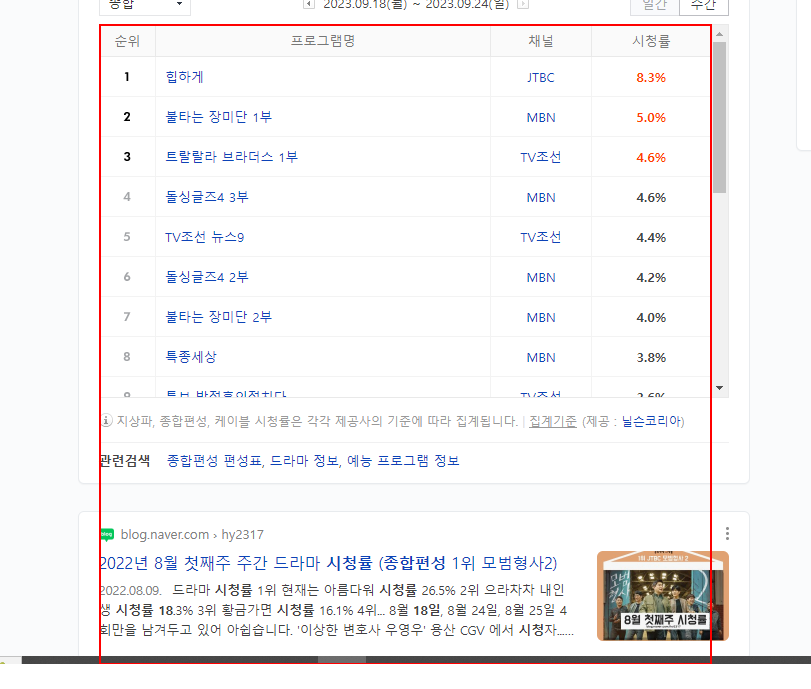 종합
2023.09.18(월) ~ 2023.09.24(일)
일간 주간
순위 프로그램명 채널 시청률
1 힙하게 JTBC 8.3%
2 불타는 장미단 1부 MBN 5.0%
3 트랄랄라 브라더스 1부 TV조선 4.6%
4 돌싱글즈4 3부 MBN 4.6%
5 TV조선 뉴스9 TV조선 4.4%
6 돌싱글즈4 2부 MBN 4.2%
7 불타는 장미단 2부 MBN 4.0%
8 특종세상 MBN 3.8%
9 TV조선 3.6%
지상파, 종합편성, 케이블 시청률은 각각 제공사의 기준에 따라 집계됩니다. | 집계기준 (제공 : 닐슨코리아)
관련검색 종합편성 편성표, 드라마 정보, 예능 프로그램 정보
blog blog.naver.com › hy2317
2022년 8월 첫째주 주간 드라마 시청률 (종합편성 1위 모범형사2)
2022.08.09. 드라마 시청률 1위 현재는 아름다워 시청률 26.5% 2위 으라차차 내인
생 시청률 18.3% 3위 황금가면 시청률 16.1% 4위... 8월 18일, 8월 24일, 8월 25일 4
회만을 남겨두고 있어 아쉽습니다. '이상한 변호사 우영우' 용산 CGV 에서 시청자......
1위 JTBC 모범형사 2
모범형사2
8월 첫째주 시청률